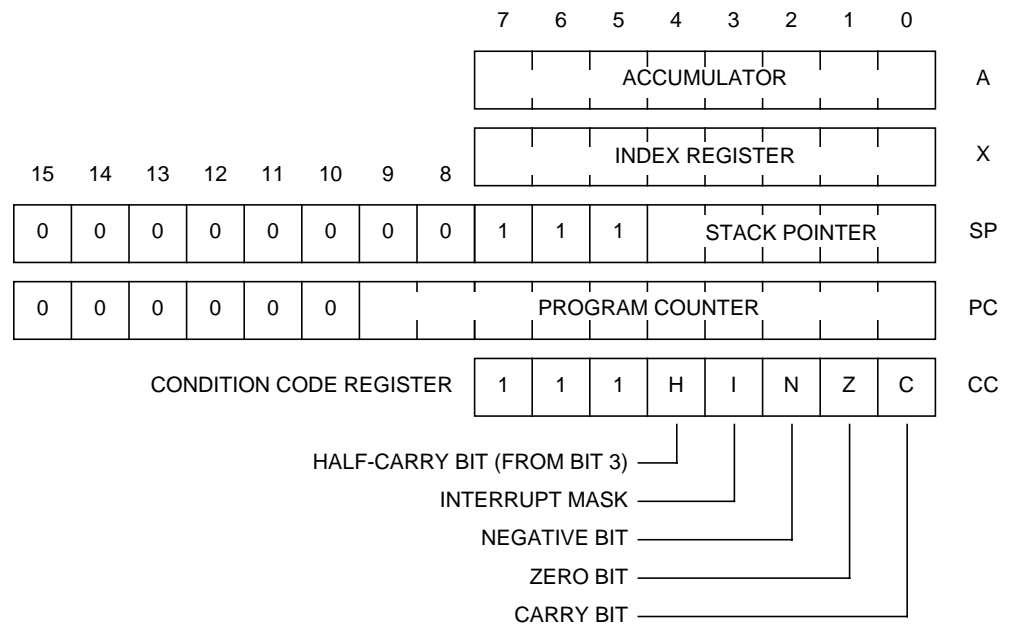 7 6 5 4 3 2 1 0
ACCUMULATOR A
INDEX REGISTER X
15 14 13 12 11 10 9 8
0 0 0 0 0 0 0 0 1 1 1 STACK POINTER SP
0 0 0 0 0 0 PROGRAM COUNTER PC
CONDITION CODE REGISTER 1 1 1 H I N Z C CC
HALF-CARRY BIT (FROM BIT 3)
INTERRUPT MASK
NEGATIVE BIT
ZERO BIT
CARRY BIT